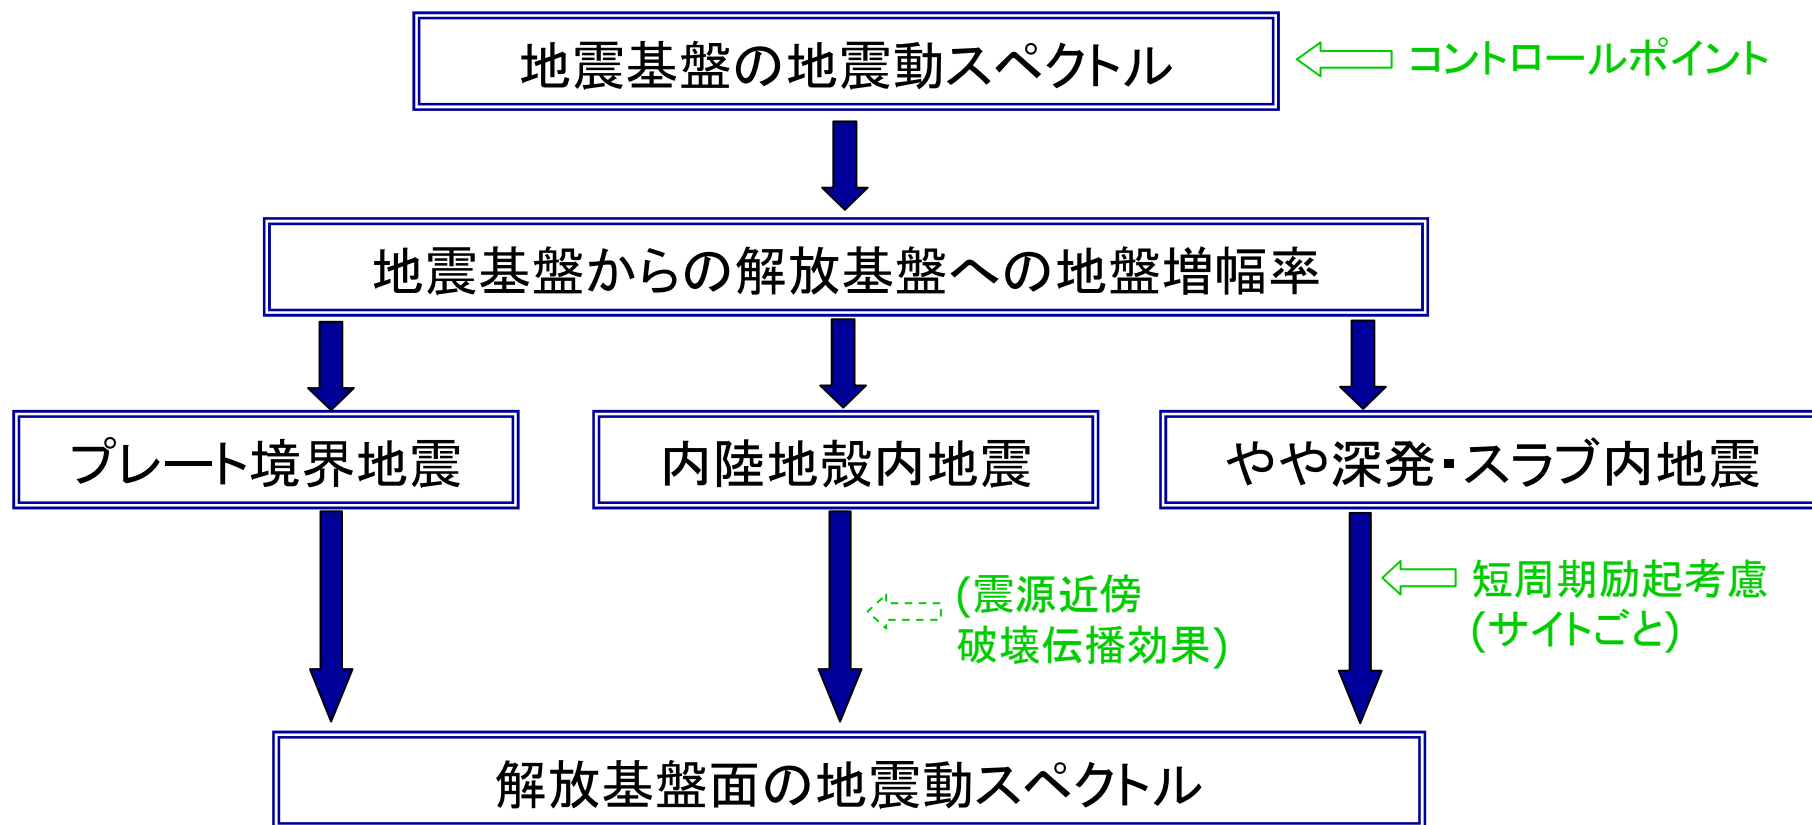 地震基盤の地震動スペクトル
コントロールポイント
地震基盤からの解放基盤への地盤増幅率
プレート境界地震
内陸地殻内地震
やや深発・スラブ内地震
(震源近傍
破壊伝播効果)
短周期励起考慮
(サイトごと)
解放基盤面の地震動スペクトル